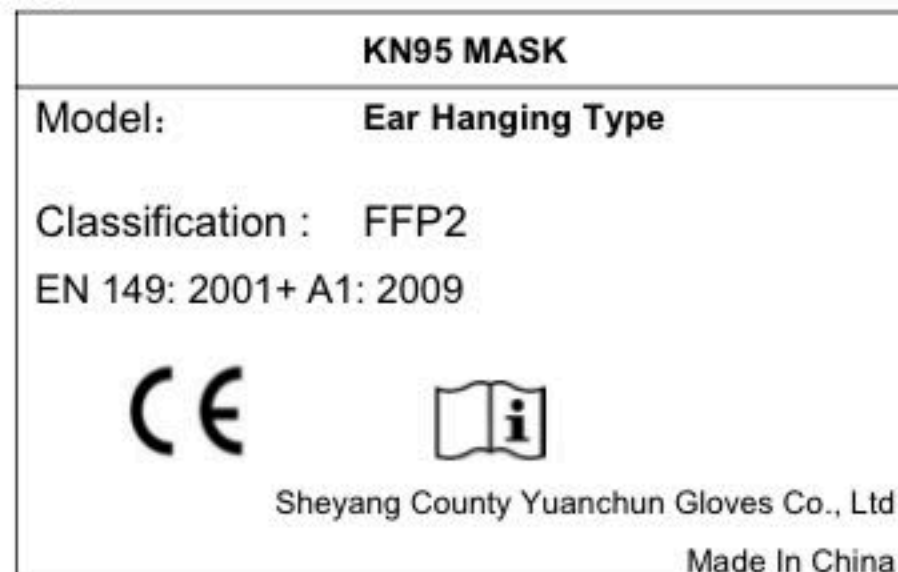 KN95 MASK
Model： Ear Hanging Type
Classification : FFP2
EN 149: 2001+ A1: 2009
CE i
Sheyang County Yuanchun Gloves Co., Ltd
Made In China